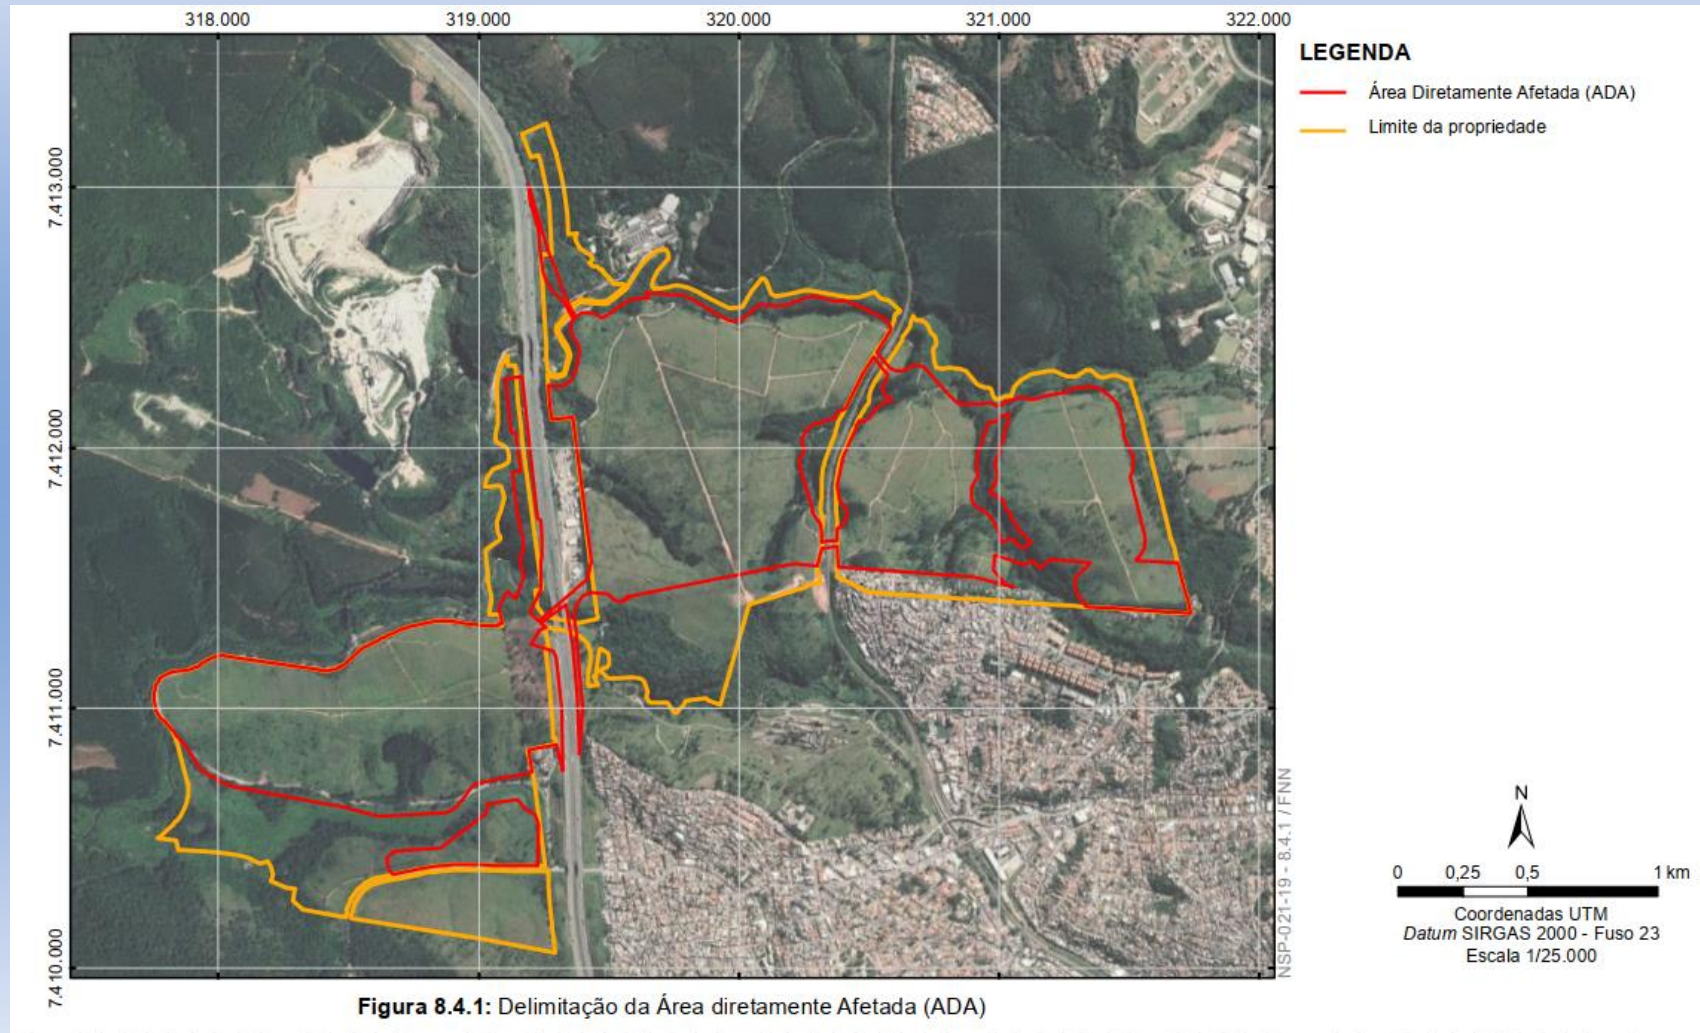 318.000 319.000 320.000 321.000 322.000
LEGENDA
Área Diretamente Afetada (ADA)
Limite da propriedade
7.413.000
7.412.000
7.411.000
7.410.000
NSP-021-19 - 8.4.1 / FNN
N
0 0,25 0,5 1 km
Coordenadas UTM
Datum SIRGAS 2000 - Fuso 23
Escala 1/25.000
Figura 8.4.1: Delimitação da Área diretamente Afetada (ADA)